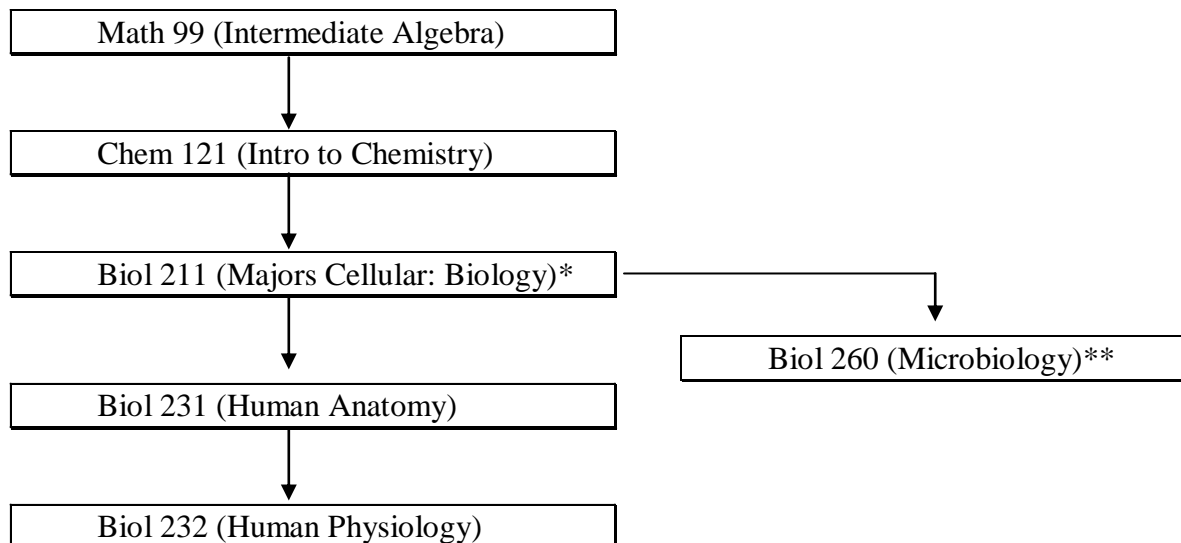 Math 99 (Intermediate Algebra)
Chem 121 (Intro to Chemistry)
Biol 211 (Majors Cellular: Biology)*
Biol 260 (Microbiology)**
Biol 231 (Human Anatomy)
Biol 232 (Human Physiology)